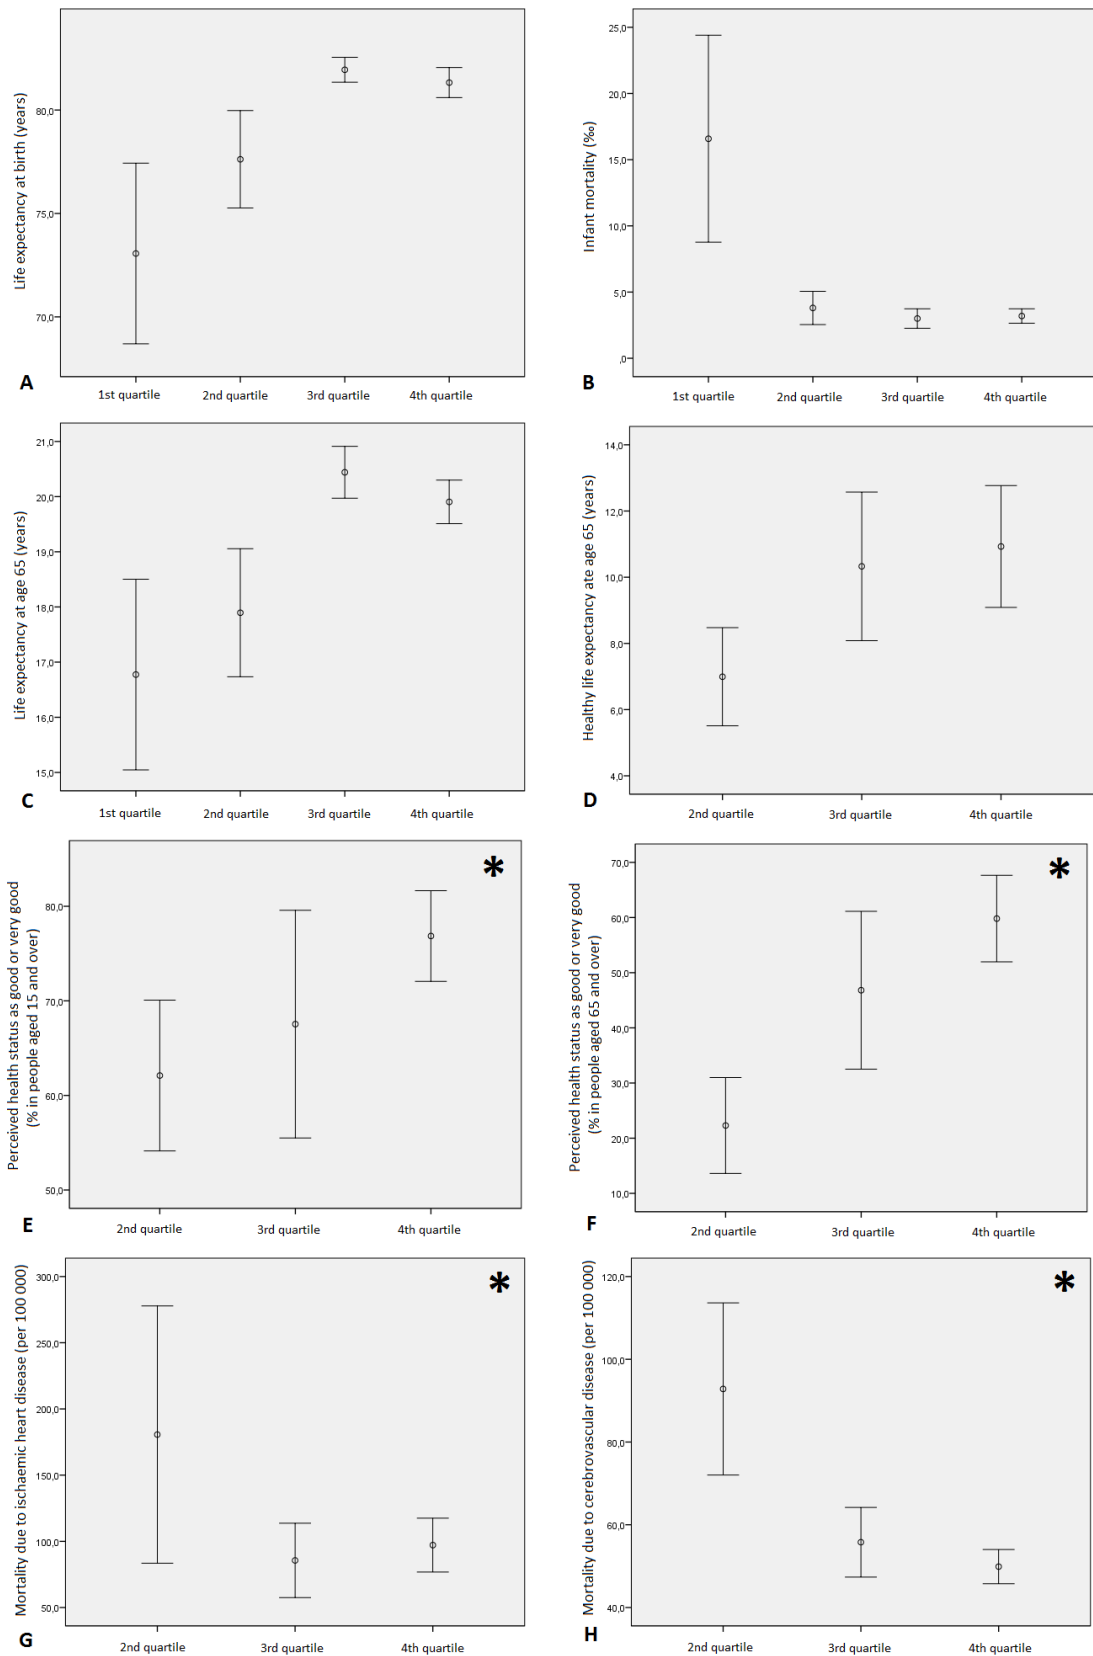 Life expectancy at birth (years)
80,0
75,0
70,0
A
1st quartile
2nd quartile
3rd quartile
4th quartile
Infant mortality (‰)
25,0
20,0
15,0
10,0
5,0
,0
B
1st quartile
2nd quartile
3rd quartile
4th quartile
Life expectancy at age 65 (years)
21,0
20,0
19,0
18,0
17,0
16,0
15,0
C
1st quartile
2nd quartile
3rd quartile
4th quartile
Healthy life expectancy ate age 65 (years)
14,0
12,0
10,0
8,0
6,0
4,0
D
2nd quartile
3rd quartile
4th quartile
Perceived health status as good or very good
(% in people aged 15 and over)
80,0
70,0
60,0
50,0
*
E
2nd quartile
3rd quartile
4th quartile
Perceived health status as good or very good
(% in people aged 65 and over)
70,0
60,0
50,0
40,0
30,0
20,0
10,0
*
F
2nd quartile
3rd quartile
4th quartile
Mortality due to ischaemic heart disease (per 100 000)
300,0
250,0
200,0
150,0
100,0
50,0
*
G
2nd quartile
3rd quartile
4th quartile
Mortality due to cerebrovascular disease (per 100 000)
120,0
100,0
80,0
60,0
40,0
*
H
2nd quartile
3rd quartile
4th quartile